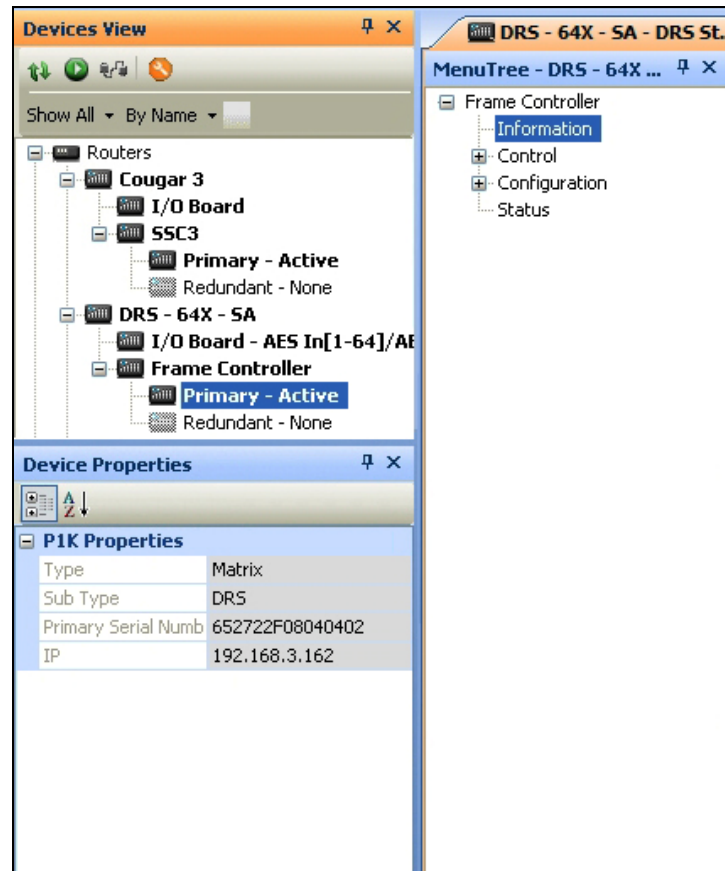 Devices View
Show All By Name
Routers
Cougar 3
I/O Board
SSC3
Primary - Active
Redundant - None
DRS - 64X - SA
I/O Board - AES In[1-64]/AE
Frame Controller
Primary - Active
Redundant - None
Device Properties
A
Z
P1K Properties
Type Matrix
Sub Type DRS
Primary Serial Numb 652722F08040402
IP 192.168.3.162
DRS - 64X - SA - DRS St..
MenuTree - DRS - 64X ...
Frame Controller
Information
Control
Configuration
Status